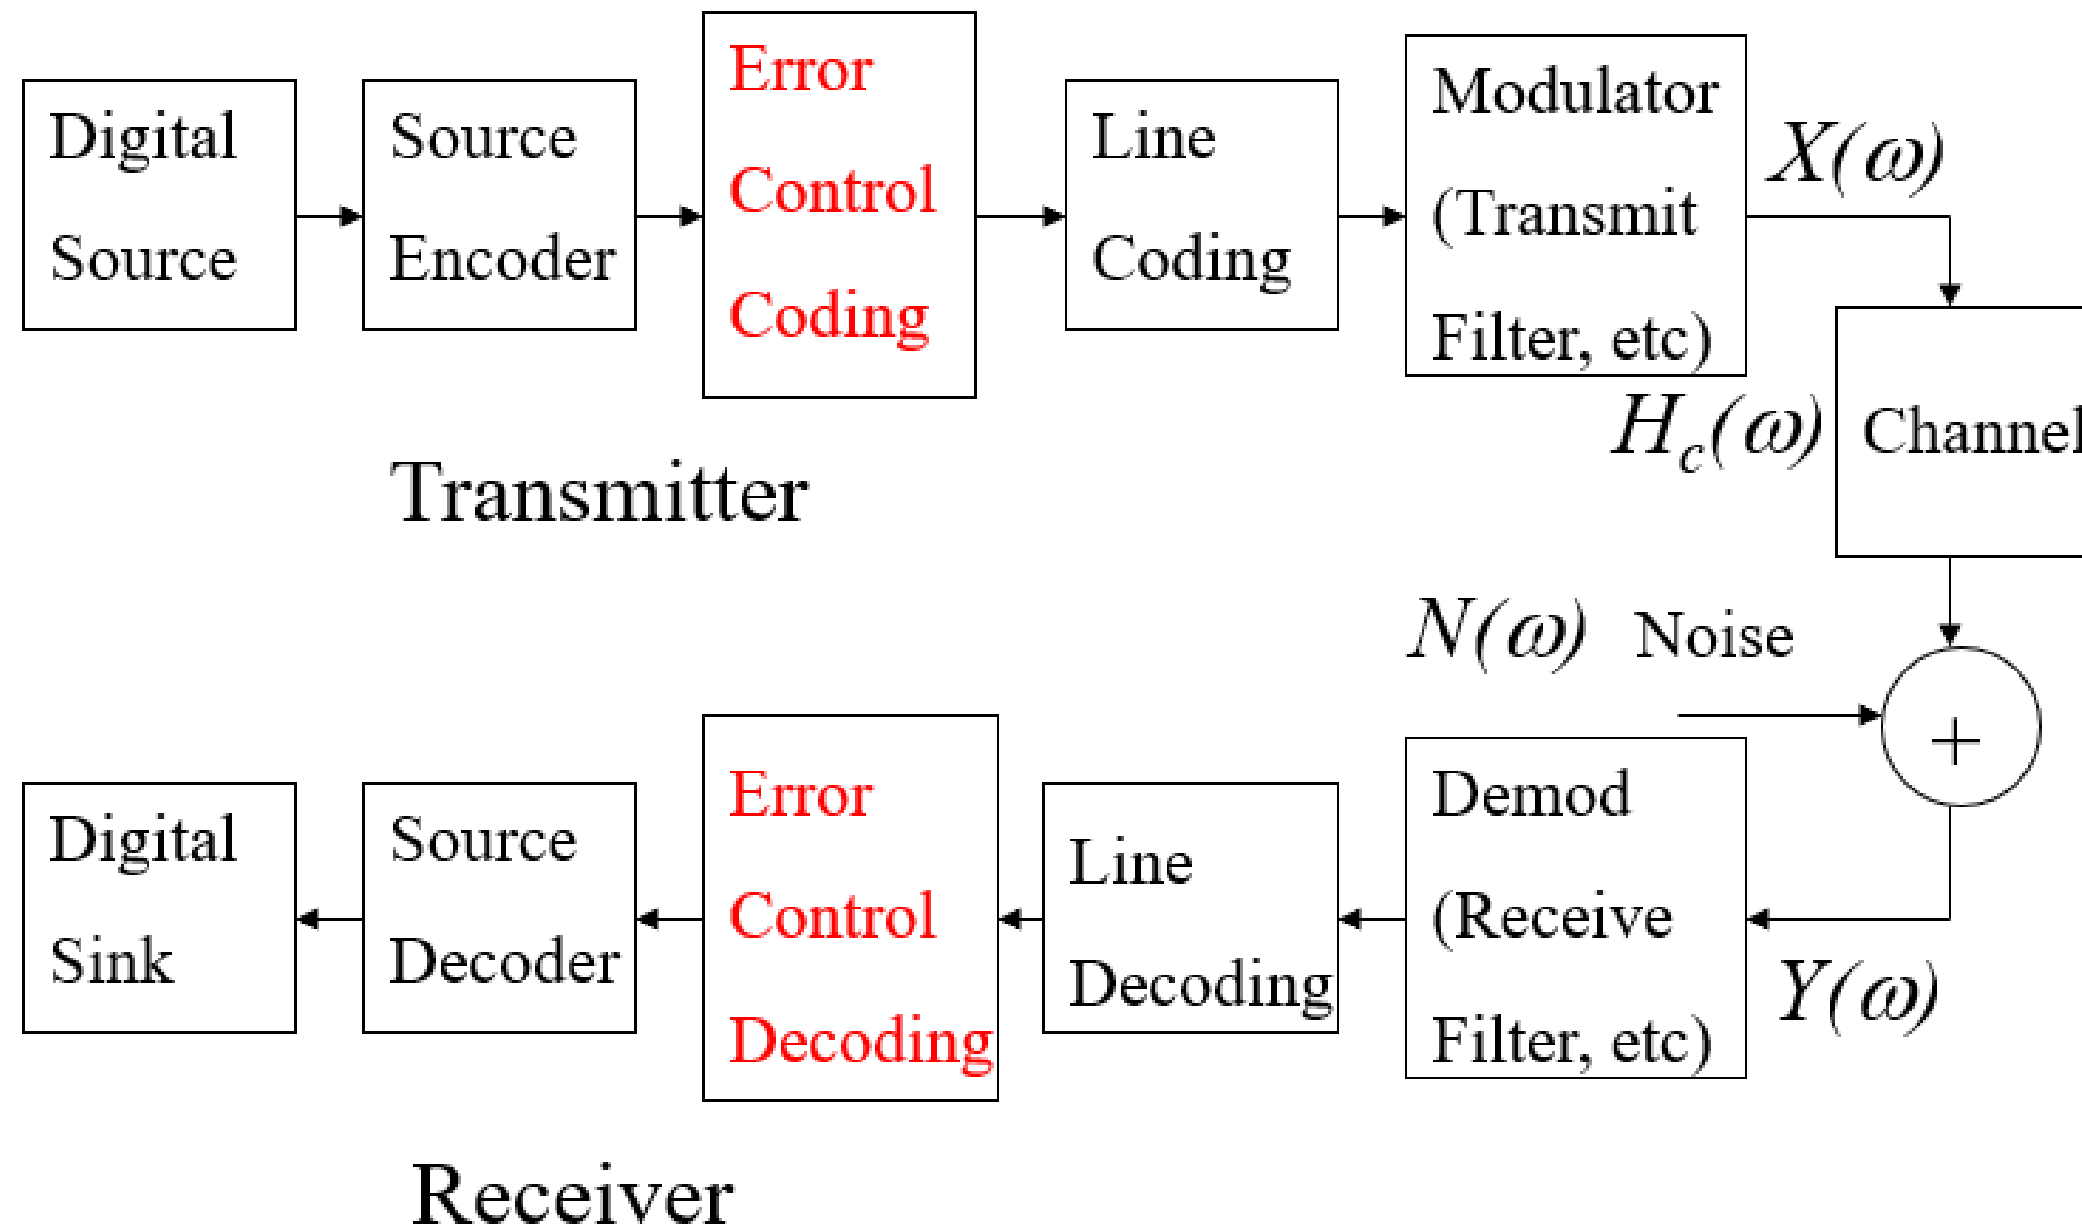 Digital
Source
Source
Encoder
Error
Control
Coding
Line
Coding
Modulator
(Transmit
Filter, etc)
X(ω)
Transmitter
H_c(ω)
Channel
N(ω) Noise
+
Digital
Sink
Source
Decoder
Error
Control
Decoding
Line
Decoding
Demod
(Receive
Filter, etc)
Y(ω)
Receiver